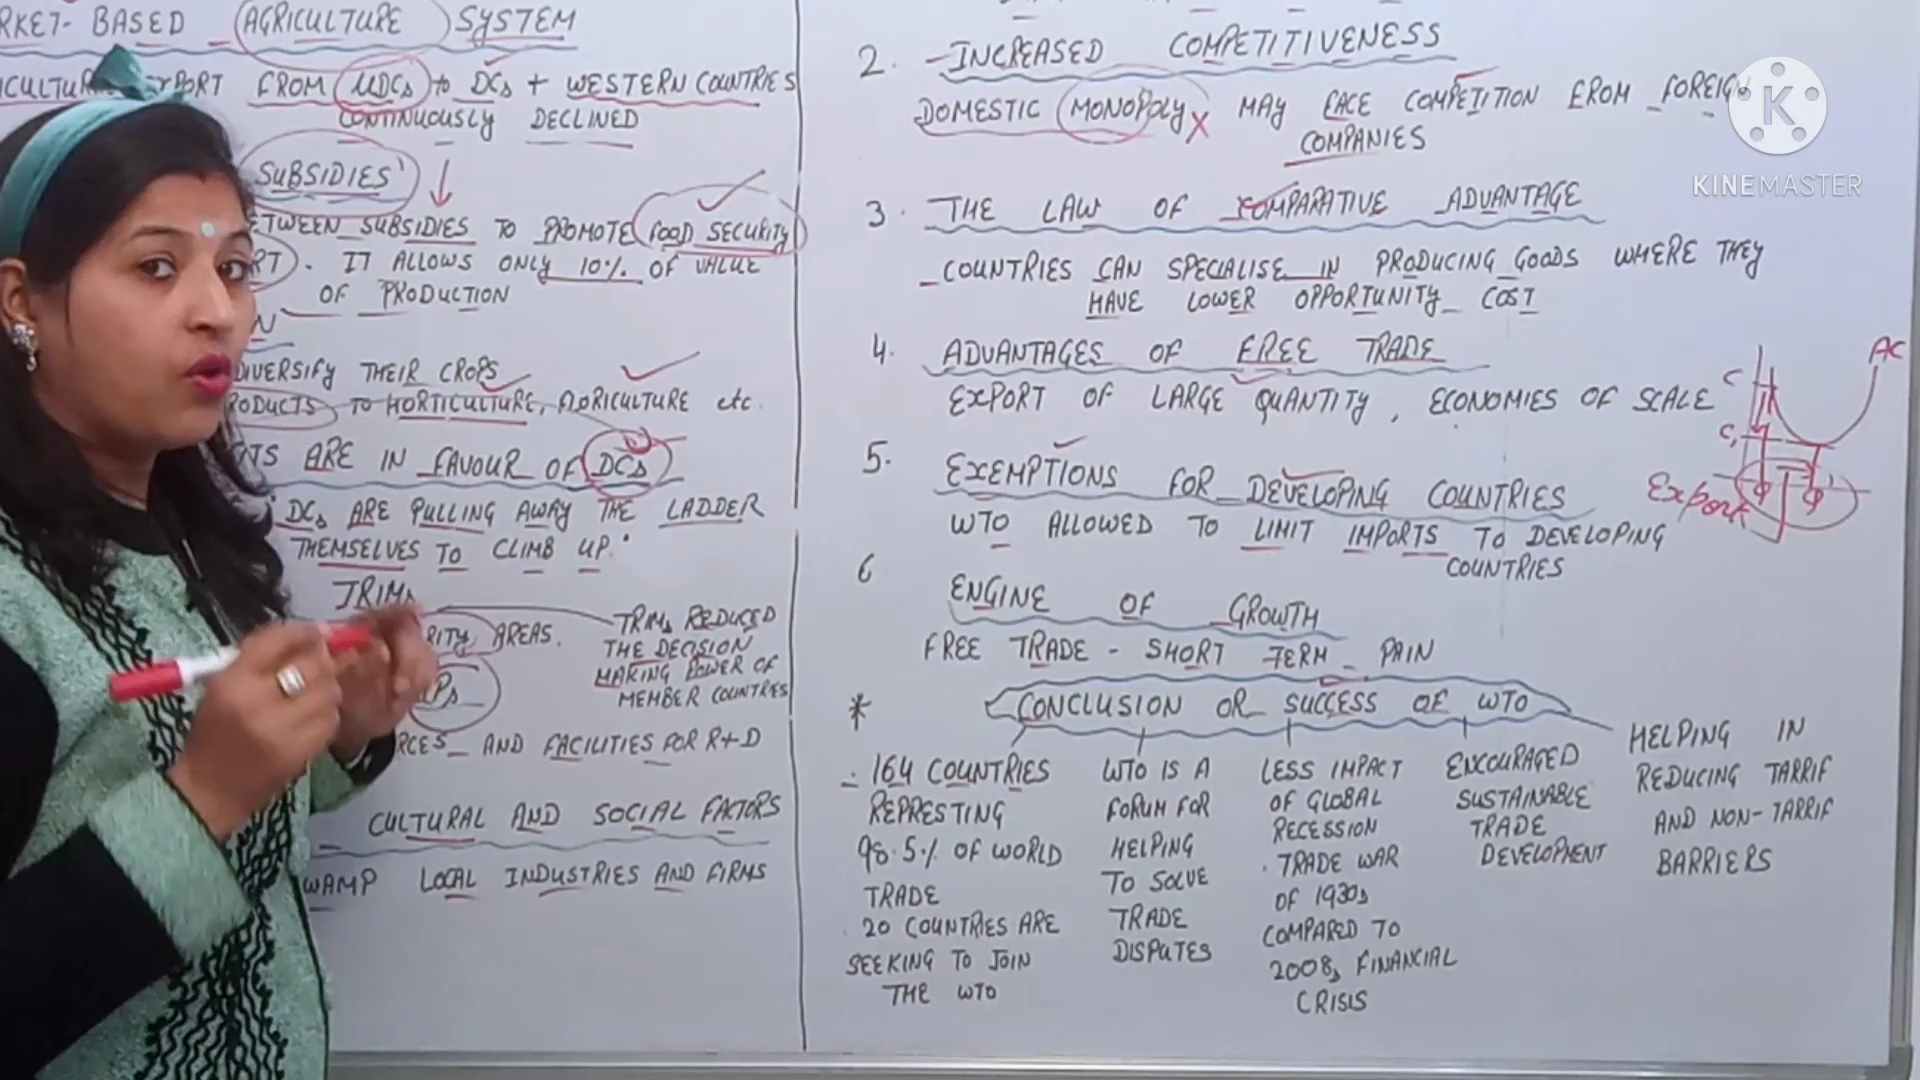 RKET- BASED AGRICULTURE SYSTEM
EXPORT FROM UDCs to DCs + WESTERN COUNTRIES
CONTINUOUSLY DECLINED
SUBSIDIES'
ETWEEN SUBSIDIES TO PROMOTE FOOD SECURITY
RT. IT ALLOWS ONLY 10% OF VALUE
OF PRODUCTION
N
DIVERSIFY THEIR CROPS
RODUCTS TO HORTICULTURE, FLORICULTURE etc.
TS ARE IN FAVOUR OF DCs
'DCs ARE PULLING AWAY THE LADDER
THEMSELVES TO CLIMB UP.'
TRIMs
RITY AREAS.
TRIMs REDUCED
THE DECISION
MAKING POWER OF
MEMBER COUNTRIES
Ps
RCES AND FACILITIES FOR R+D
CULTURAL AND SOCIAL FACTORS
WAMP LOCAL INDUSTRIES AND FIRMS
2. - INCREASED COMPETITIVENESS
DOMESTIC MONOPOLY X MAY FACE COMPETITION FROM FOREIGN
COMPANIES
3. THE LAW OF COMPARATIVE ADVANTAGE
COUNTRIES CAN SPECIALISE IN PRODUCING GOODS WHERE THEY
HAVE LOWER OPPORTUNITY COST
4. ADVANTAGES OF FREE TRADE
EXPORT OF LARGE QUANTITY, ECONOMIES OF SCALE
5. EXEMPTIONS FOR DEVELOPING COUNTRIES
WTO ALLOWED TO LIMIT IMPORTS TO DEVELOPING
COUNTRIES
6 ENGINE OF GROWTH
FREE TRADE - SHORT TERM PAIN
* CONCLUSION OR SUCCESS OF WTO
- 164 COUNTRIES
REPRESTING
98.5% OF WORLD
TRADE
. 20 COUNTRIES ARE
SEEKING TO JOIN
THE WTO
WTO IS A
FORUM FOR
HELPING
TO SOLVE
TRADE
DISPUTES
LESS IMPACT
OF GLOBAL
RECESSION
. TRADE WAR
OF 1930s
COMPARED TO
2008s FINANCIAL
CRISIS
ENCOURAGED
SUSTAINABLE
TRADE
DEVELOPMENT
HELPING IN
REDUCING TARRIF
AND NON-TARRIF
BARRIERS
AC
C
C1
Export
K
KINEMASTER